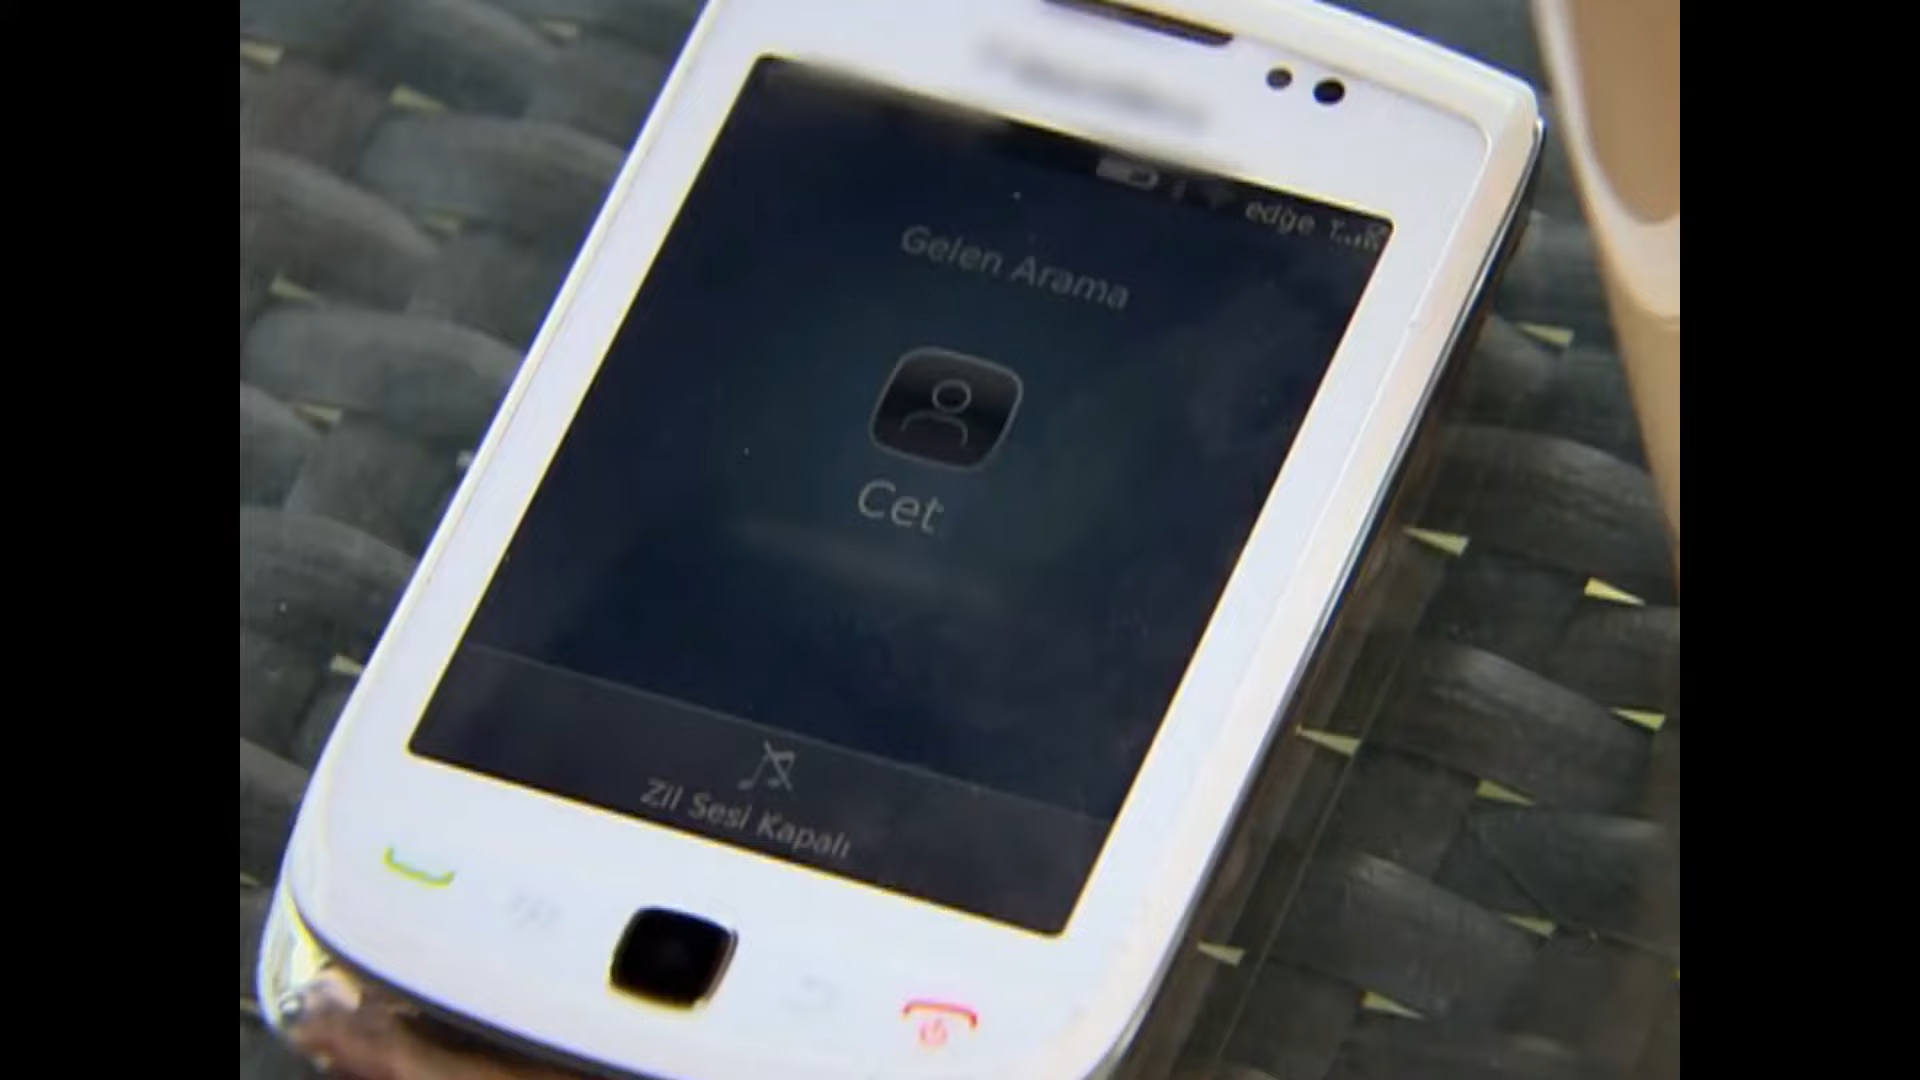 edge
Gelen Arama
Cet
Zil Sesi Kapalı